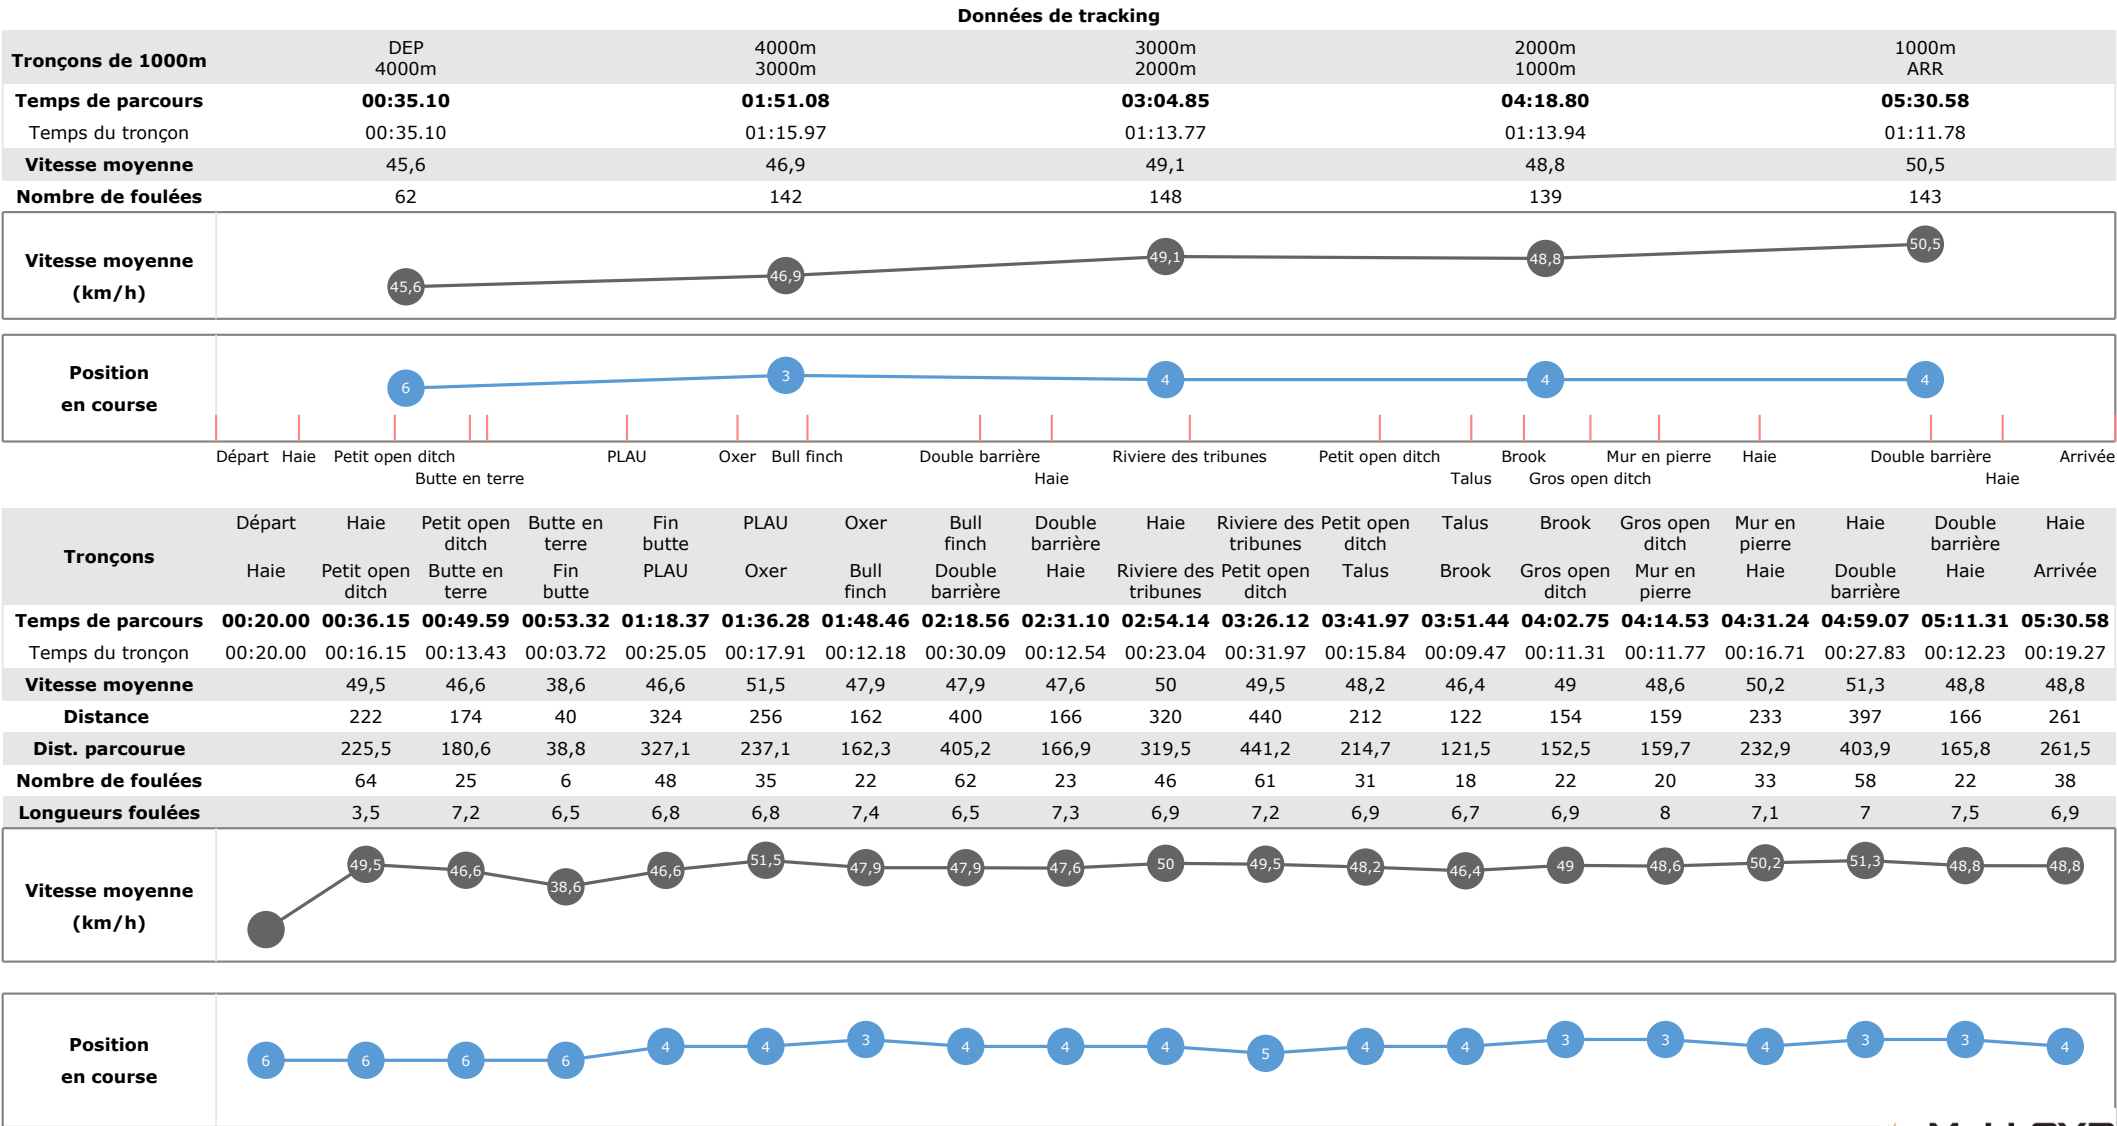 Données de tracking
Tronçons de 1000m DEP 4000m 3000m 2000m 1000m
4000m 3000m 2000m 1000m ARR
Temps de parcours 00:35.10 01:51.08 03:04.85 04:18.80 05:30.58
Temps du tronçon 00:35.10 01:15.97 01:13.77 01:13.94 01:11.78
Vitesse moyenne 45,6 46,9 49,1 48,8 50,5
Nombre de foulées 62 142 148 139 143
Vitesse moyenne
(km/h)
45,6 46,9 49,1 48,8 50,5
Position
en course
6 3 4 4 4
Départ Haie Petit open ditch PLAU Oxer Bull finch Double barrière Riviere des tribunes Petit open ditch Brook Mur en pierre Haie Double barrière Arrivée
Butte en terre Haie Talus Gros open ditch Haie
Tronçons
Départ Haie Petit open Butte en Fin PLAU Oxer Bull Double Haie Riviere des Petit open Talus Brook Gros open Mur en Haie Double Haie
ditch terre butte finch barrière tribunes ditch ditch pierre barrière
Haie Petit open Butte en Fin PLAU Oxer Bull Double Haie Riviere des Petit open Talus Brook Gros open Mur en Haie Double Haie Arrivée
ditch terre butte finch barrière tribunes ditch ditch pierre barrière
Temps de parcours 00:20.00 00:36.15 00:49.59 00:53.32 01:18.37 01:36.28 01:48.46 02:18.56 02:31.10 02:54.14 03:26.12 03:41.97 03:51.44 04:02.75 04:14.53 04:31.24 04:59.07 05:11.31 05:30.58
Temps du tronçon 00:20.00 00:16.15 00:13.43 00:03.72 00:25.05 00:17.91 00:12.18 00:30.09 00:12.54 00:23.04 00:31.97 00:15.84 00:09.47 00:11.31 00:11.77 00:16.71 00:27.83 00:12.23 00:19.27
Vitesse moyenne 49,5 46,6 38,6 46,6 51,5 47,9 47,9 47,6 50 49,5 48,2 46,4 49 48,6 50,2 51,3 48,8 48,8
Distance 222 174 40 324 256 162 400 166 320 440 212 122 154 159 233 397 166 261
Dist. parcourue 225,5 180,6 38,8 327,1 237,1 162,3 405,2 166,9 319,5 441,2 214,7 121,5 152,5 159,7 232,9 403,9 165,8 261,5
Nombre de foulées 64 25 6 48 35 22 62 23 46 61 31 18 22 20 33 58 22 38
Longueurs foulées 3,5 7,2 6,5 6,8 6,8 7,4 6,5 7,3 6,9 7,2 6,9 6,7 6,9 8 7,1 7 7,5 6,9
Vitesse moyenne
(km/h)
49,5 46,6 38,6 46,6 51,5 47,9 47,9 47,6 50 49,5 48,2 46,4 49 48,6 50,2 51,3 48,8 48,8
Position
en course
6 6 6 6 4 4 3 4 4 4 5 4 4 3 3 4 3 3 4